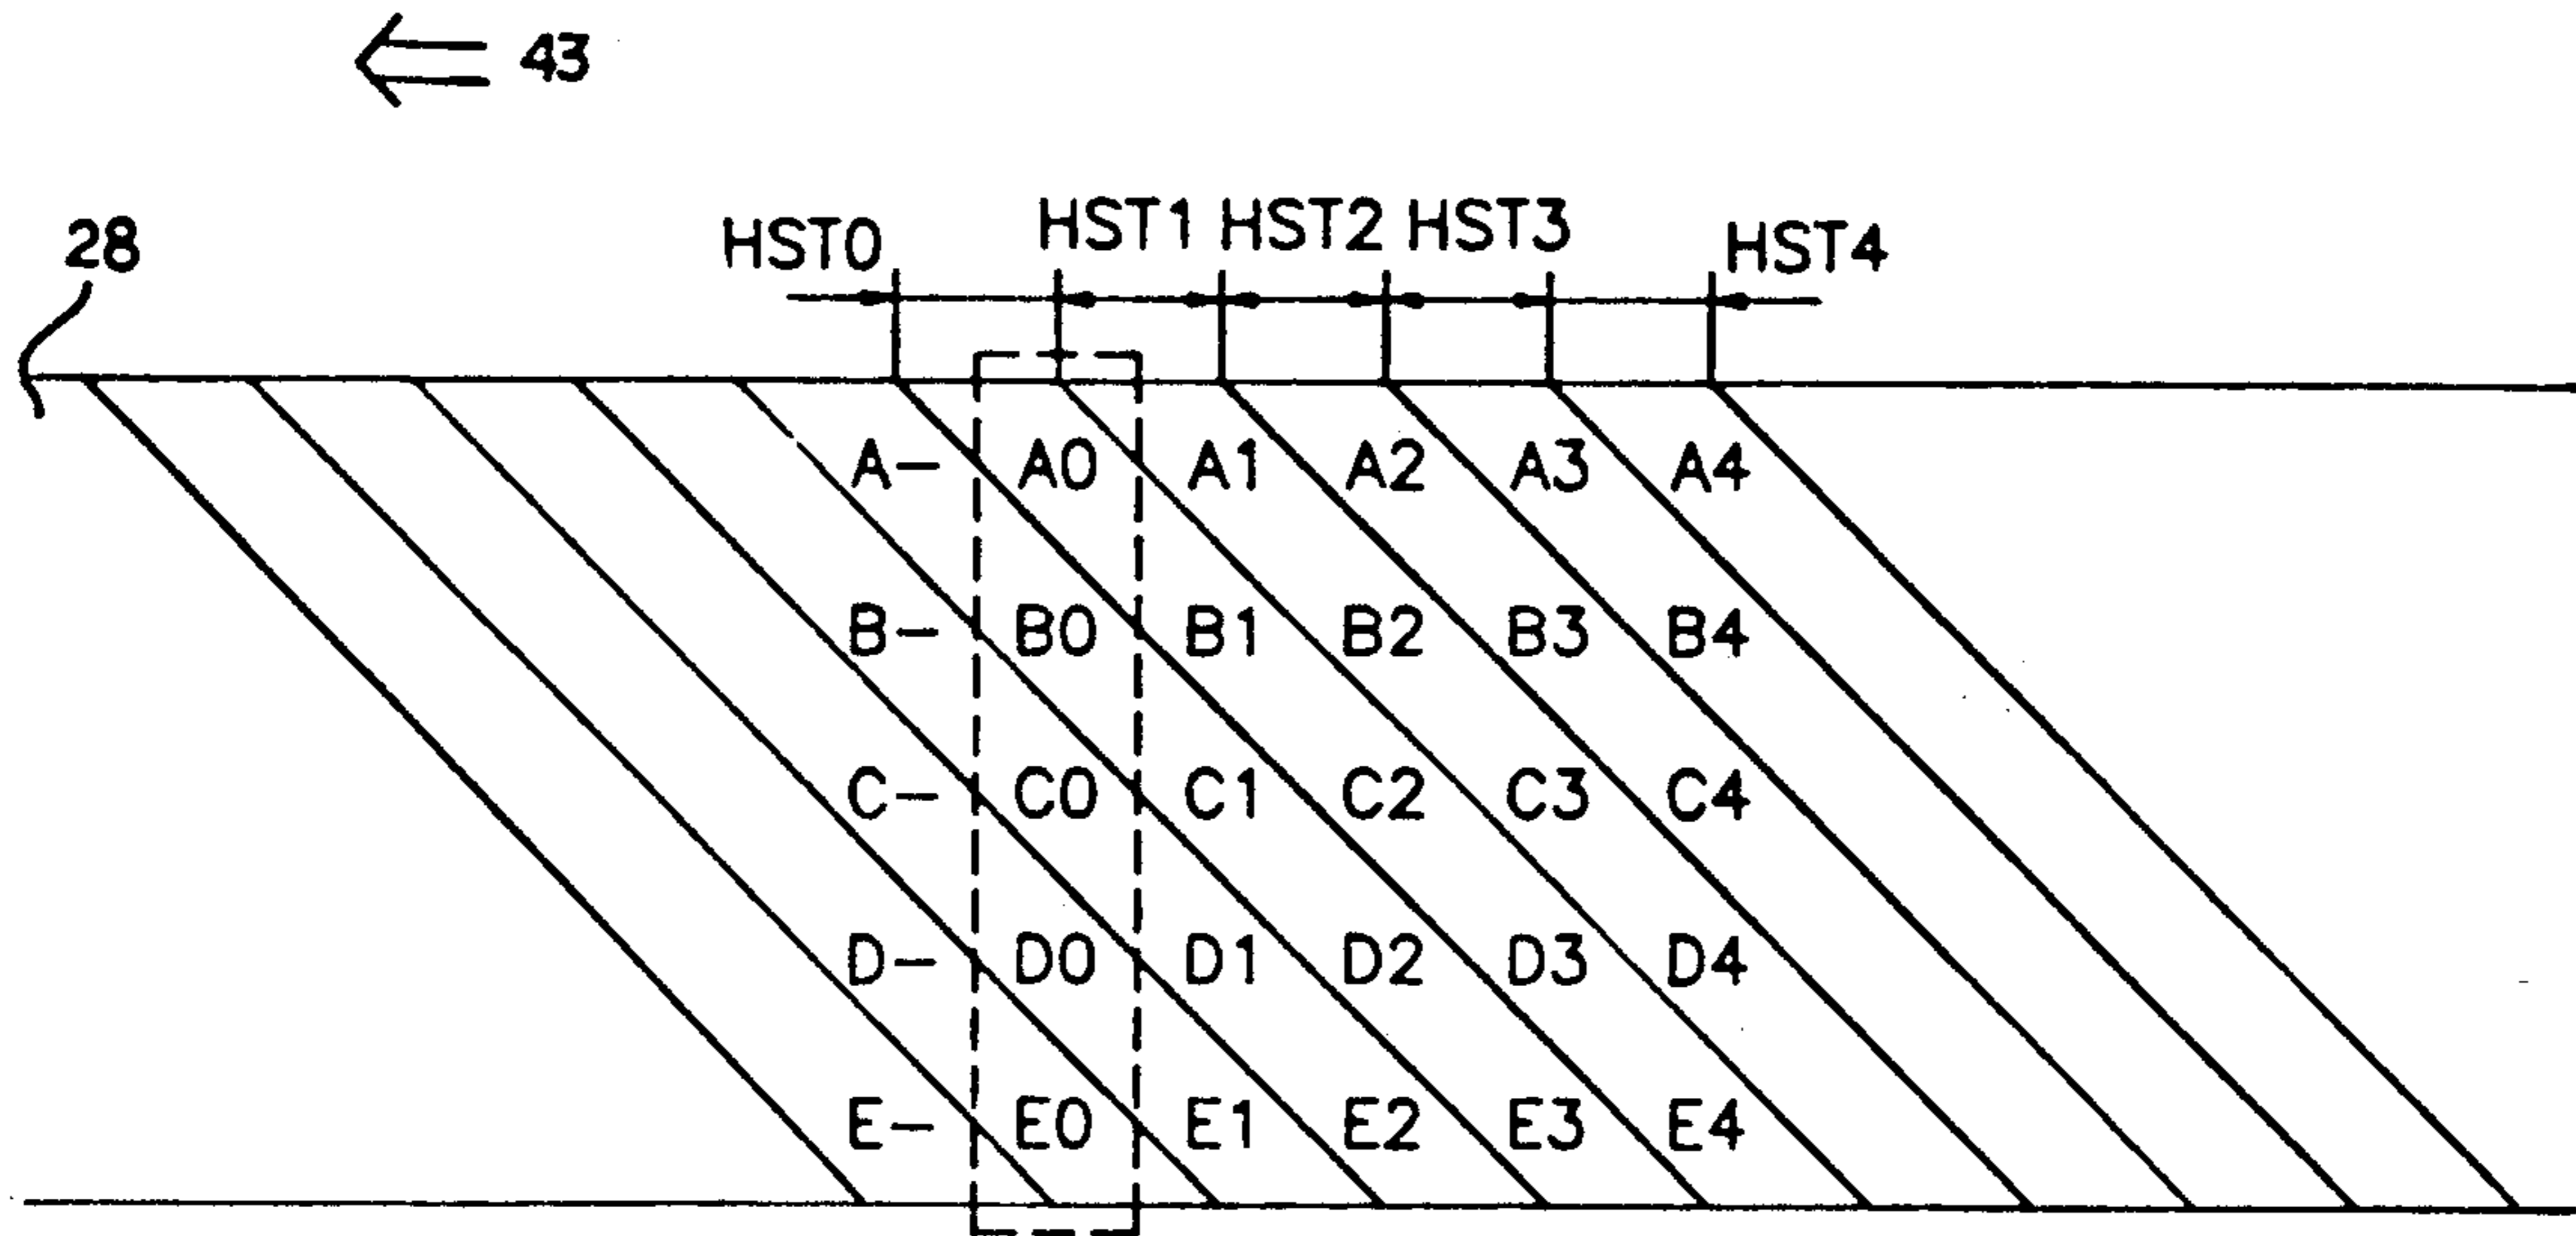 43
28
HST0 HST1 HST2 HST3 HST4
A- A0 A1 A2 A3 A4
B- B0 B1 B2 B3 B4
C- C0 C1 C2 C3 C4
D- D0 D1 D2 D3 D4
E- E0 E1 E2 E3 E4